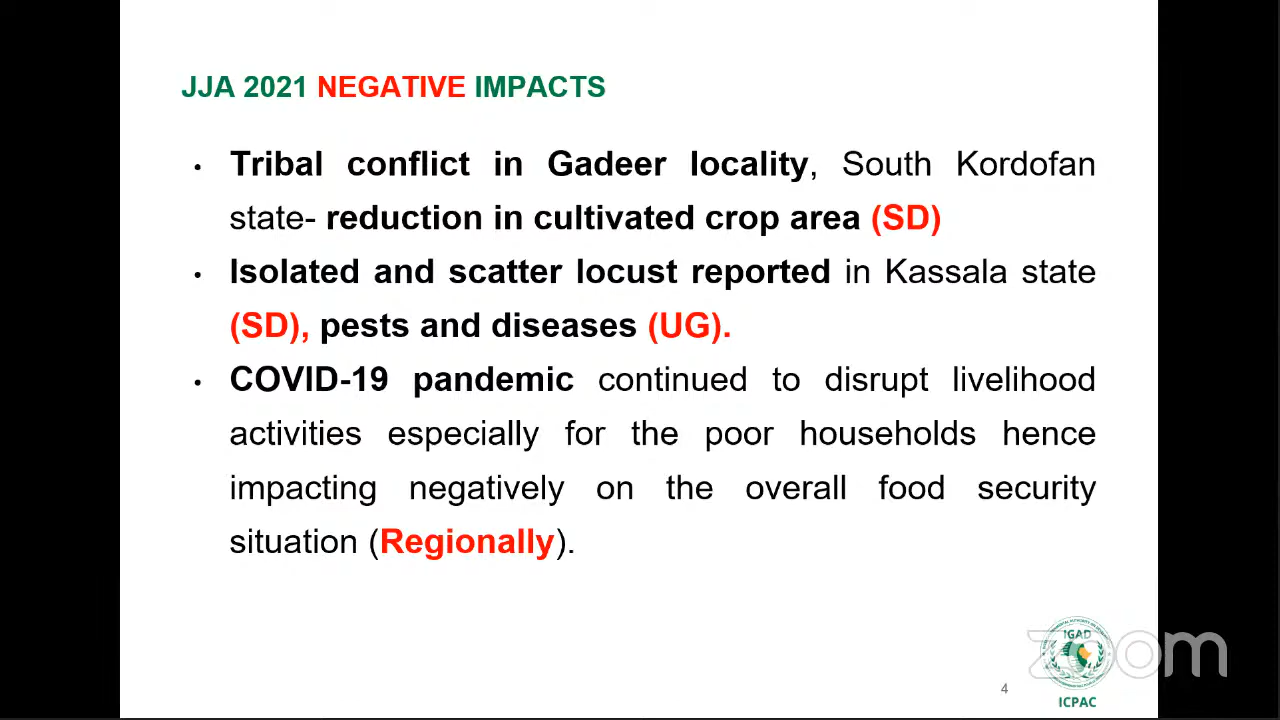 JJA 2021 NEGATIVE IMPACTS
• Tribal conflict in Gadeer locality, South Kordofan
state- reduction in cultivated crop area (SD)
• Isolated and scatter locust reported in Kassala state
(SD), pests and diseases (UG).
• COVID-19 pandemic continued to disrupt livelihood
activities especially for the poor households hence
impacting negatively on the overall food security
situation (Regionally).
IGAD
zoom
4
ICPAC